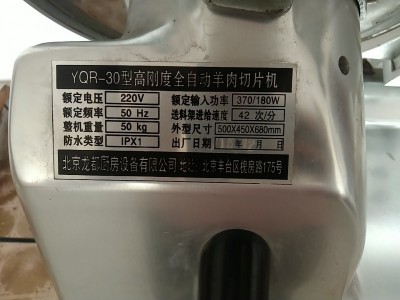 YQR-30型高刚度全自动羊肉切片机
额定电压 220V 额定输入功率 370/180W
额定频率 50 Hz 送料架进给速度 42 次/分
整机重量 50 kg 外型尺寸 500X450X680mm
防水类型 IPX1 出厂日期 年 月
北京龙都厨房设备有限公司 地址:北京丰台区槐房路175号